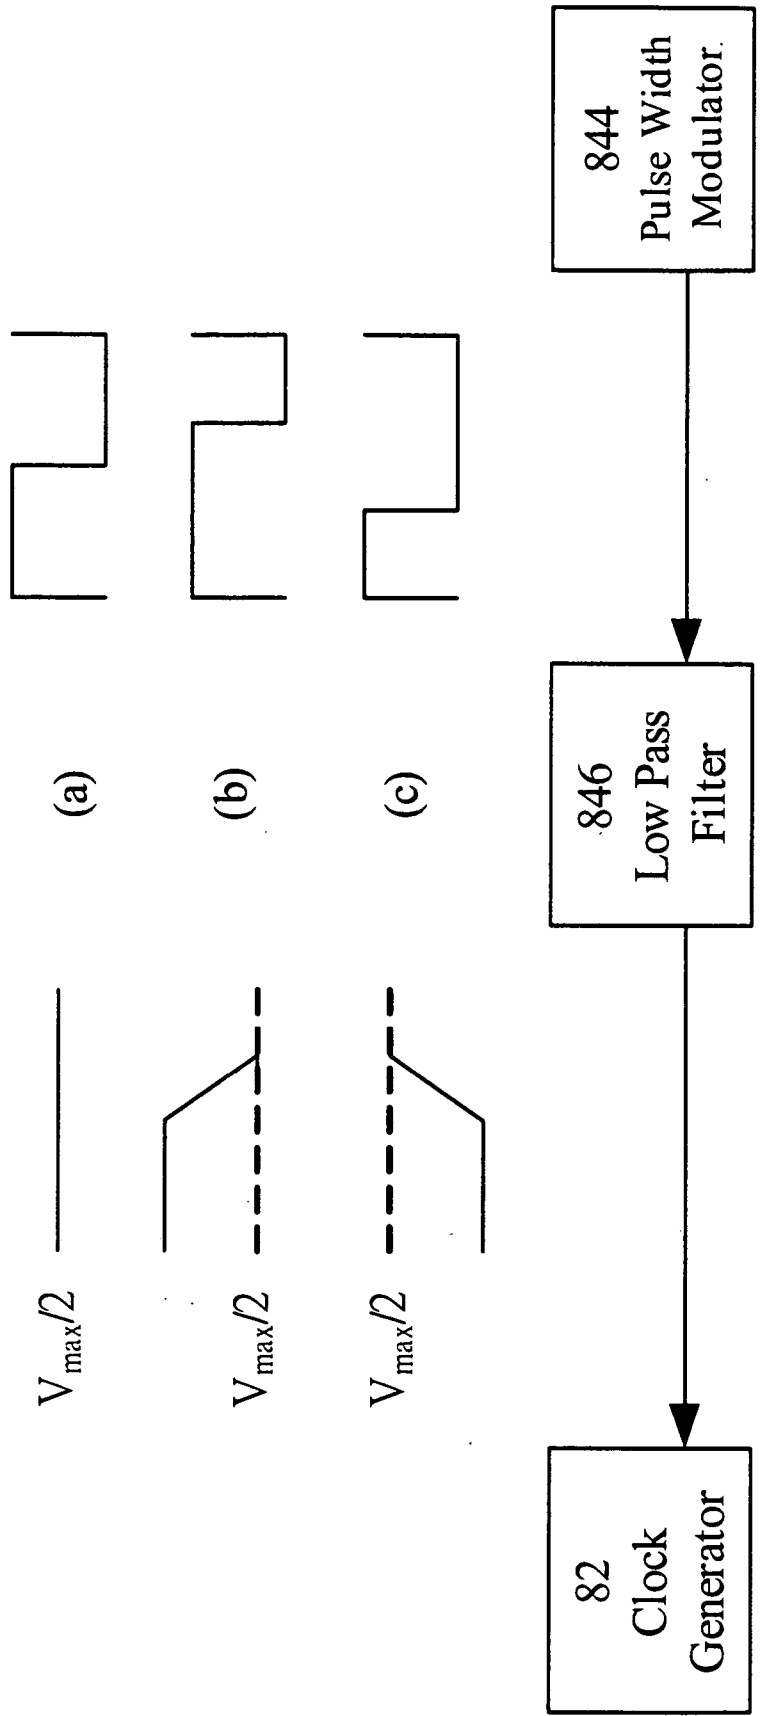 V_max/2
(a)
V_max/2
(b)
V_max/2
(c)
82
Clock
Generator
846
Low Pass
Filter
844
Pulse Width
Modulator